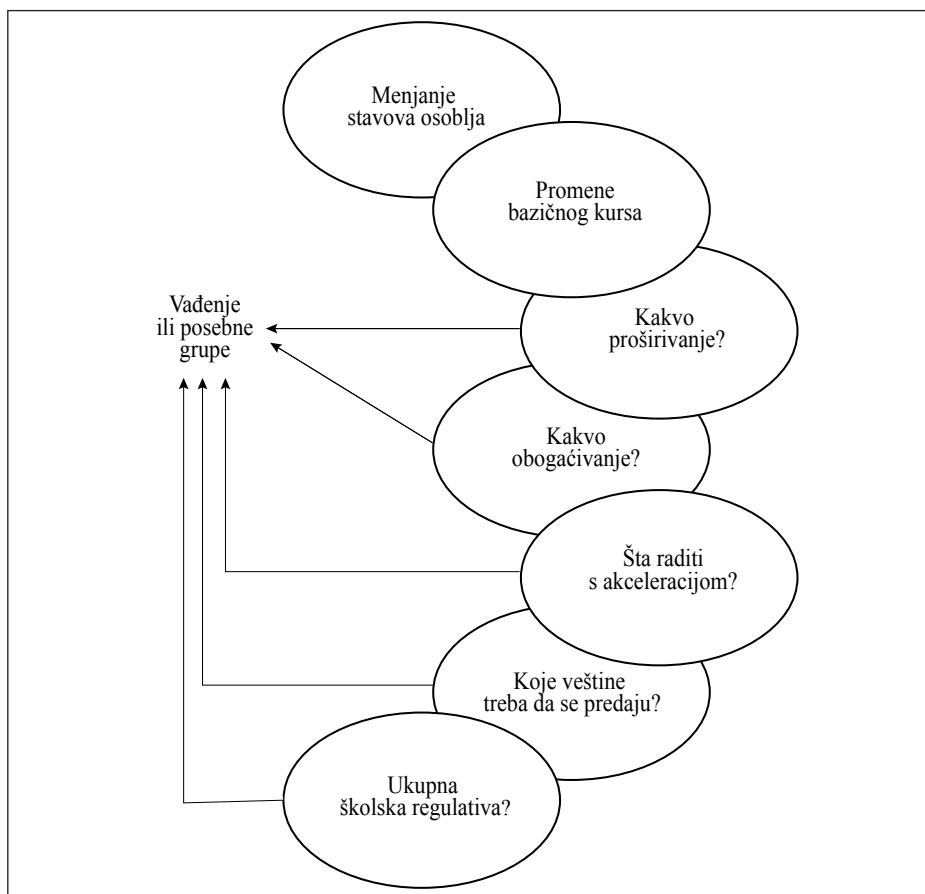 Menjanje
stavova osoblja
Promene
bazičnog kursa
Vađenje
ili posebne
grupe
Kakvo
proširivanje?
Kakvo
obogaćivanje?
Šta raditi
s akceleracijom?
Koje veštine
treba da se predaju?
Ukupna
školska regulativa?